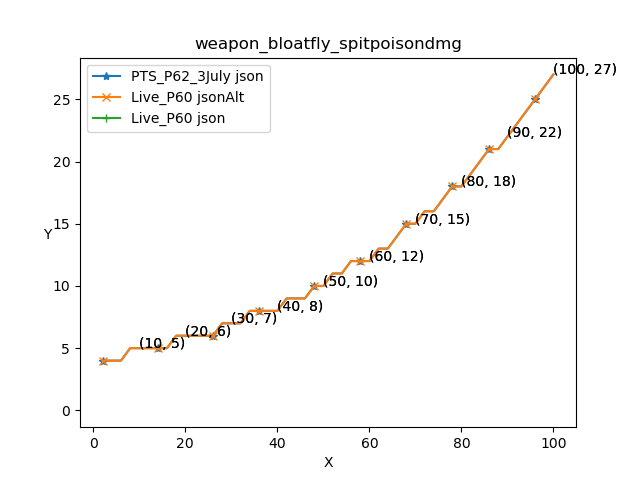 weapon_bloatfly_spitpoisondmg
PTS_P62_3July json
Live_P60 jsonAlt
Live_P60 json
(100, 27)
25
(90, 22)
20
(80, 18)
15
(70, 15)
Y
(60, 12)
10
(50, 10)
(40, 8)
(30, 7)
(20, 6)
5
(10, 5)
0
0 20 40 60 80 100
X